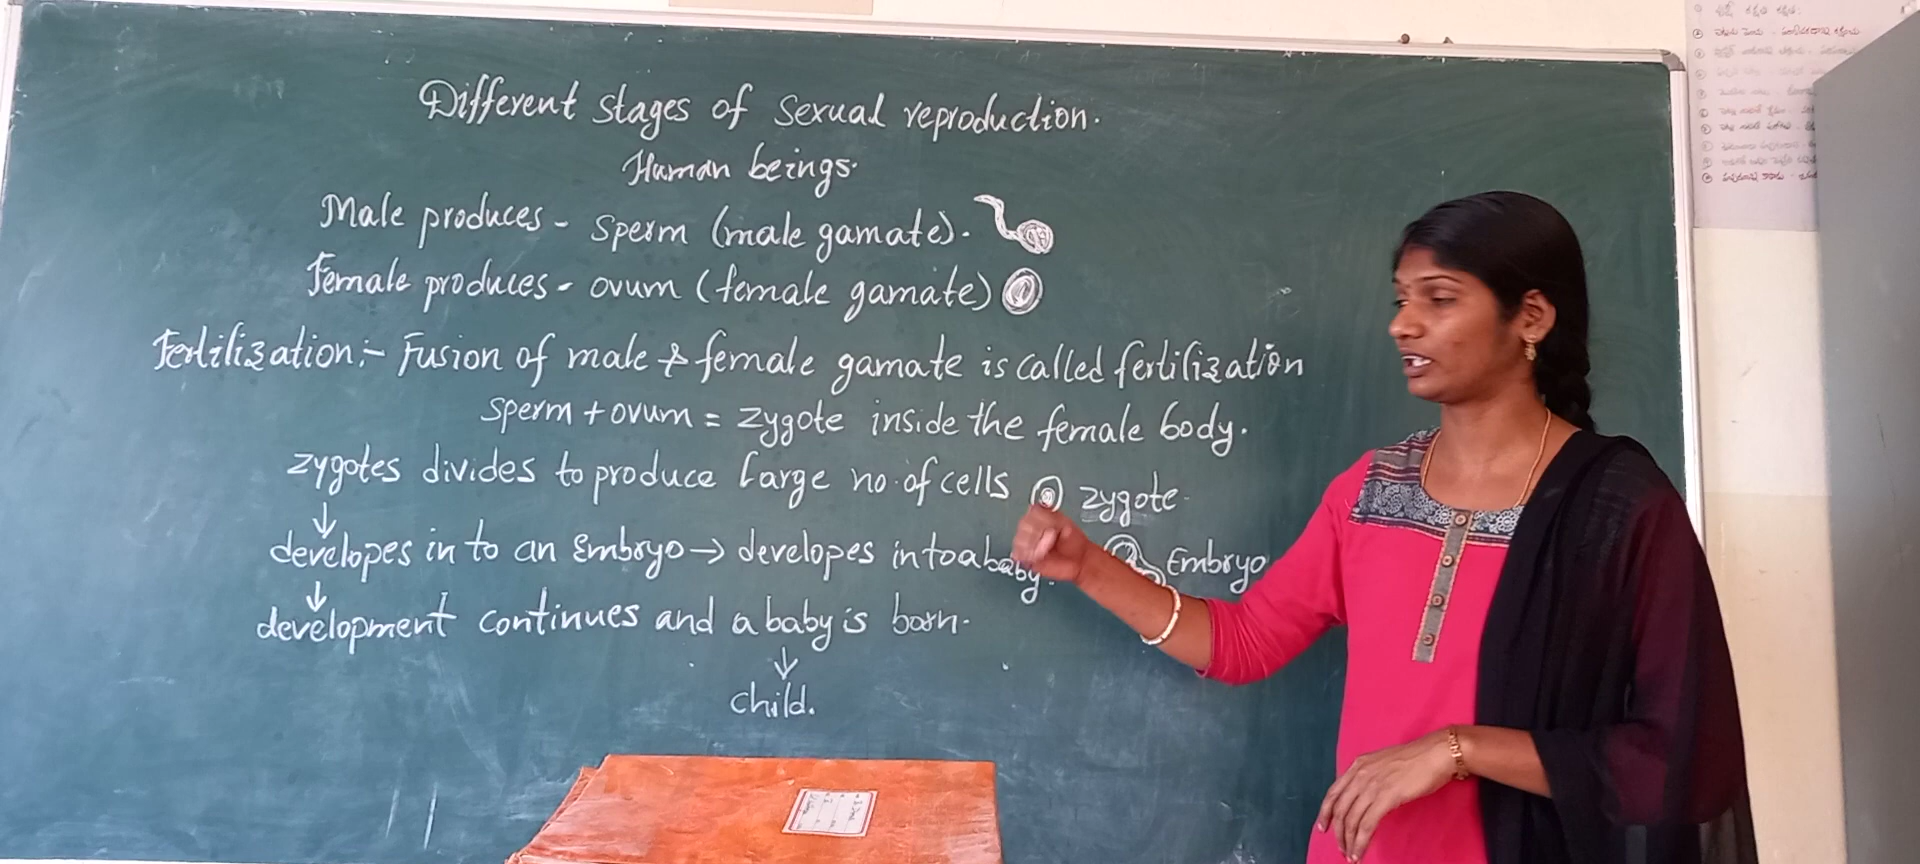 Different stages of sexual reproduction.
Human beings.
Male produces - sperm (male gamate).
Female produces - ovum (female gamate)
Fertilization :- Fusion of male & female gamate is called fertilization
sperm + ovum = zygote inside the female body.
zygotes divides to produce large no. of cells
zygote
↓
developes in to an Embryo → developes into a baby.
Embryo
↓
development continues and a baby is born.
↓
child.